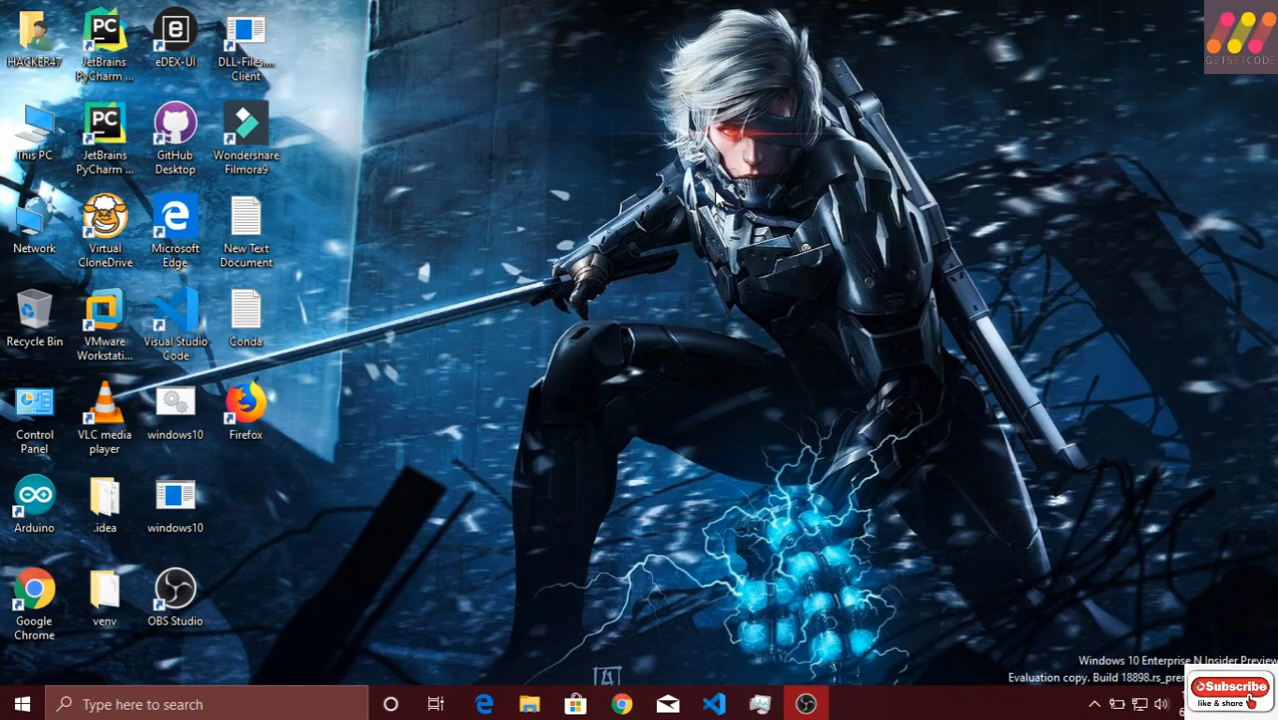 HACKER47
JetBrains
PyCharm ...
eDEX-UI
DLL-Files....
Client
GETSETCODE
This PC
JetBrains
PyCharm ...
GitHub
Desktop
Wondershare
Filmora9
Network
Virtual
CloneDrive
Microsoft
Edge
New Text
Document
Recycle Bin
VMware
Workstati...
Visual Studio
Code
Conda
Control
Panel
VLC media
player
windows10
Firefox
Arduino
.idea
windows10
Google
Chrome
venv
OBS Studio
Windows 10 Enterprise N Insider Preview
Evaluation copy. Build 18898.rs_pre
Type here to search
Subscribe
like & share